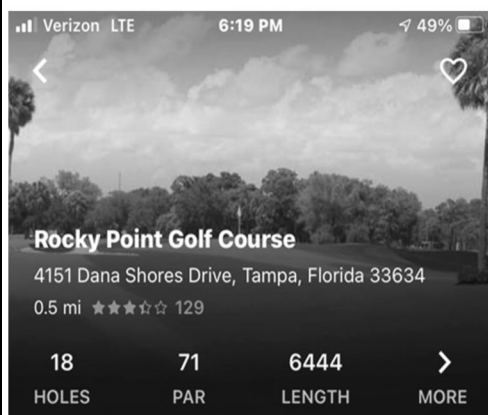 Verizon LTE 6:19 PM 49%
Rocky Point Golf Course
4151 Dana Shores Drive, Tampa, Florida 33634
0.5 mi 129
18 71 6444
HOLES PAR LENGTH MORE